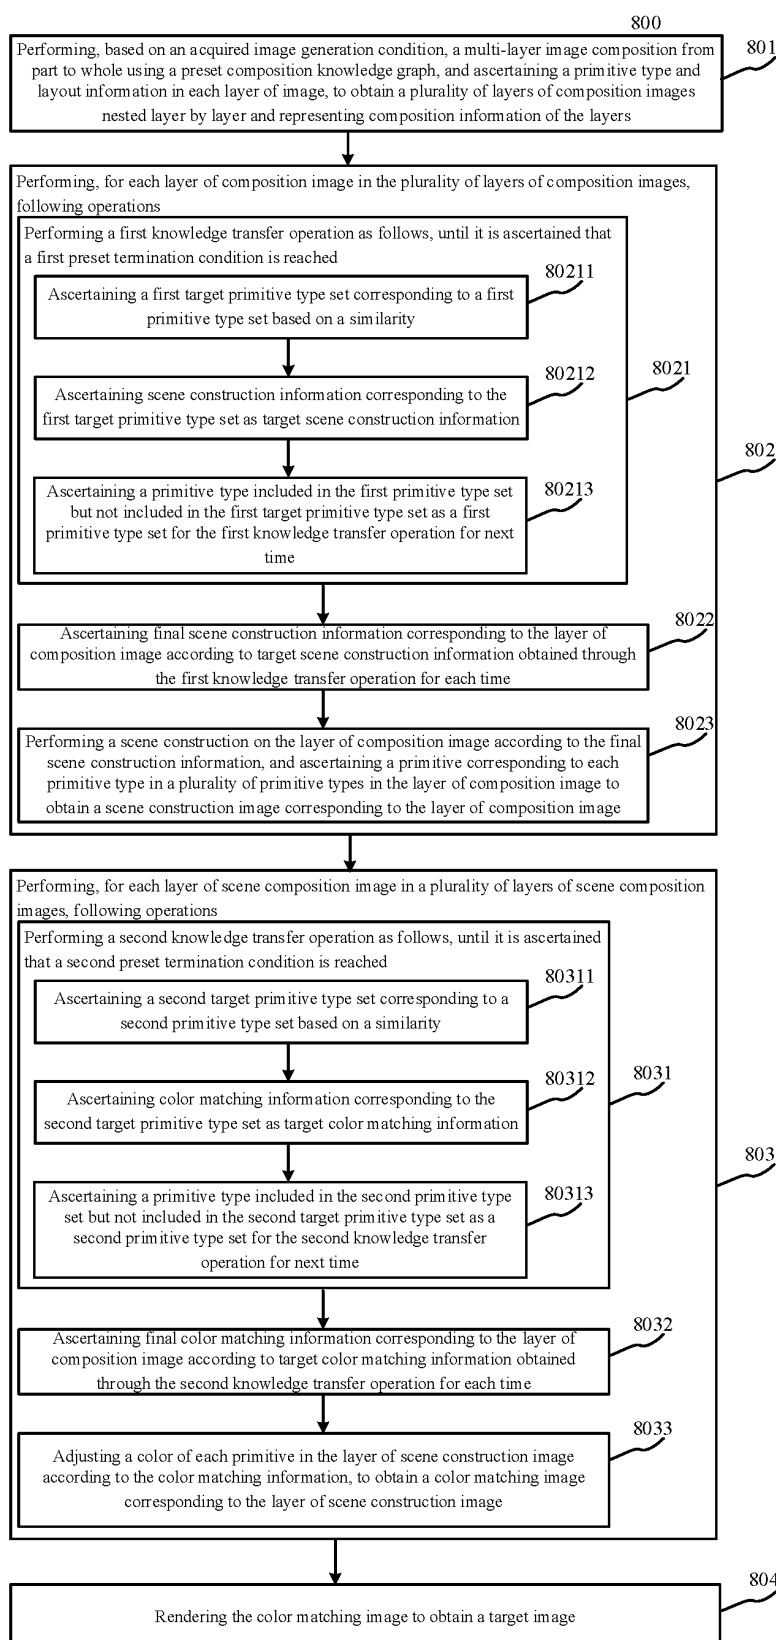 800
Performing, based on an acquired image generation condition, a multi-layer image composition from
part to whole using a preset composition knowledge graph, and ascertaining a primitive type and
layout information in each layer of image, to obtain a plurality of layers of composition images
nested layer by layer and representing composition information of the layers
801
Performing, for each layer of composition image in the plurality of layers of composition images,
following operations
Performing a first knowledge transfer operation as follows, until it is ascertained that
a first preset termination condition is reached
80211
Ascertaining a first target primitive type set corresponding to a first
primitive type set based on a similarity
8021
80212
Ascertaining scene construction information corresponding to the
first target primitive type set as target scene construction information
802
80213
Ascertaining a primitive type included in the first primitive type set
but not included in the first target primitive type set as a first
primitive type set for the first knowledge transfer operation for next
time
8022
Ascertaining final scene construction information corresponding to the layer of
composition image according to target scene construction information obtained through
the first knowledge transfer operation for each time
8023
Performing a scene construction on the layer of composition image according to the final
scene construction information, and ascertaining a primitive corresponding to each
primitive type in a plurality of primitive types in the layer of composition image to
obtain a scene construction image corresponding to the layer of composition image
Performing, for each layer of scene composition image in a plurality of layers of scene composition
images, following operations
Performing a second knowledge transfer operation as follows, until it is ascertained
that a second preset termination condition is reached
80311
Ascertaining a second target primitive type set corresponding to a
second primitive type set based on a similarity
80312
8031
Ascertaining color matching information corresponding to the
second target primitive type set as target color matching information
803
80313
Ascertaining a primitive type included in the second primitive type
set but not included in the second target primitive type set as a
second primitive type set for the second knowledge transfer
operation for next time
8032
Ascertaining final color matching information corresponding to the layer of
composition image according to target color matching information obtained
through the second knowledge transfer operation for each time
8033
Adjusting a color of each primitive in the layer of scene construction image
according to the color matching information, to obtain a color matching image
corresponding to the layer of scene construction image
804
Rendering the color matching image to obtain a target image